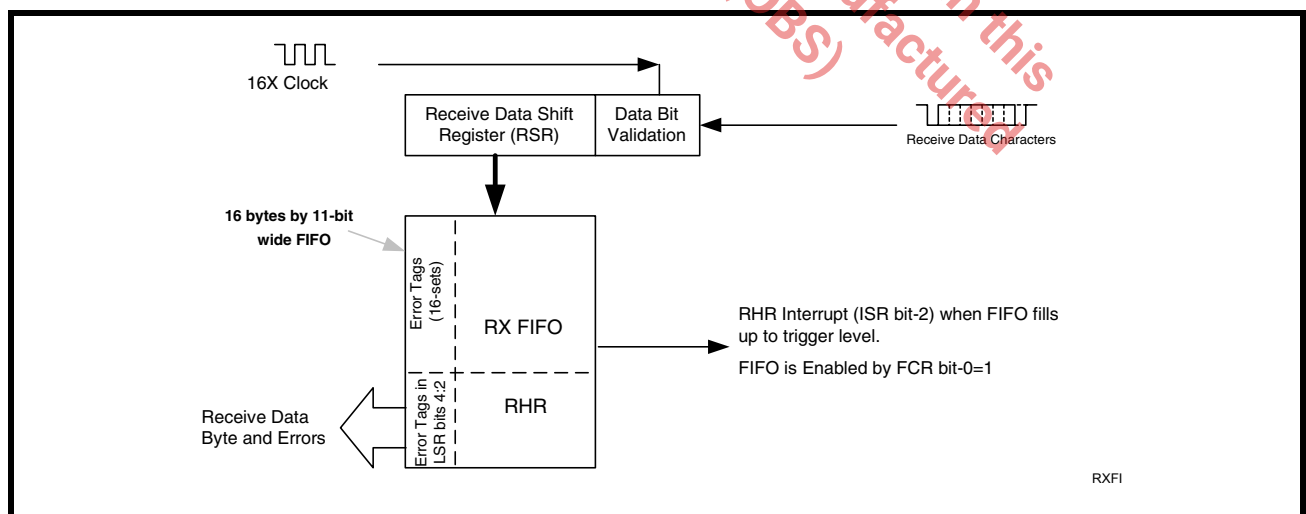 n this
ufactured
OBS)
16X Clock
Receive Data Shift
Register (RSR)
Data Bit
Validation
Receive Data Characters
16 bytes by 11-bit
wide FIFO
Error Tags
(16-sets)
RX FIFO
RHR Interrupt (ISR bit-2) when FIFO fills
up to trigger level.
FIFO is Enabled by FCR bit-0=1
Error Tags in
LSR bits 4:2
RHR
Receive Data
Byte and Errors
RXFI